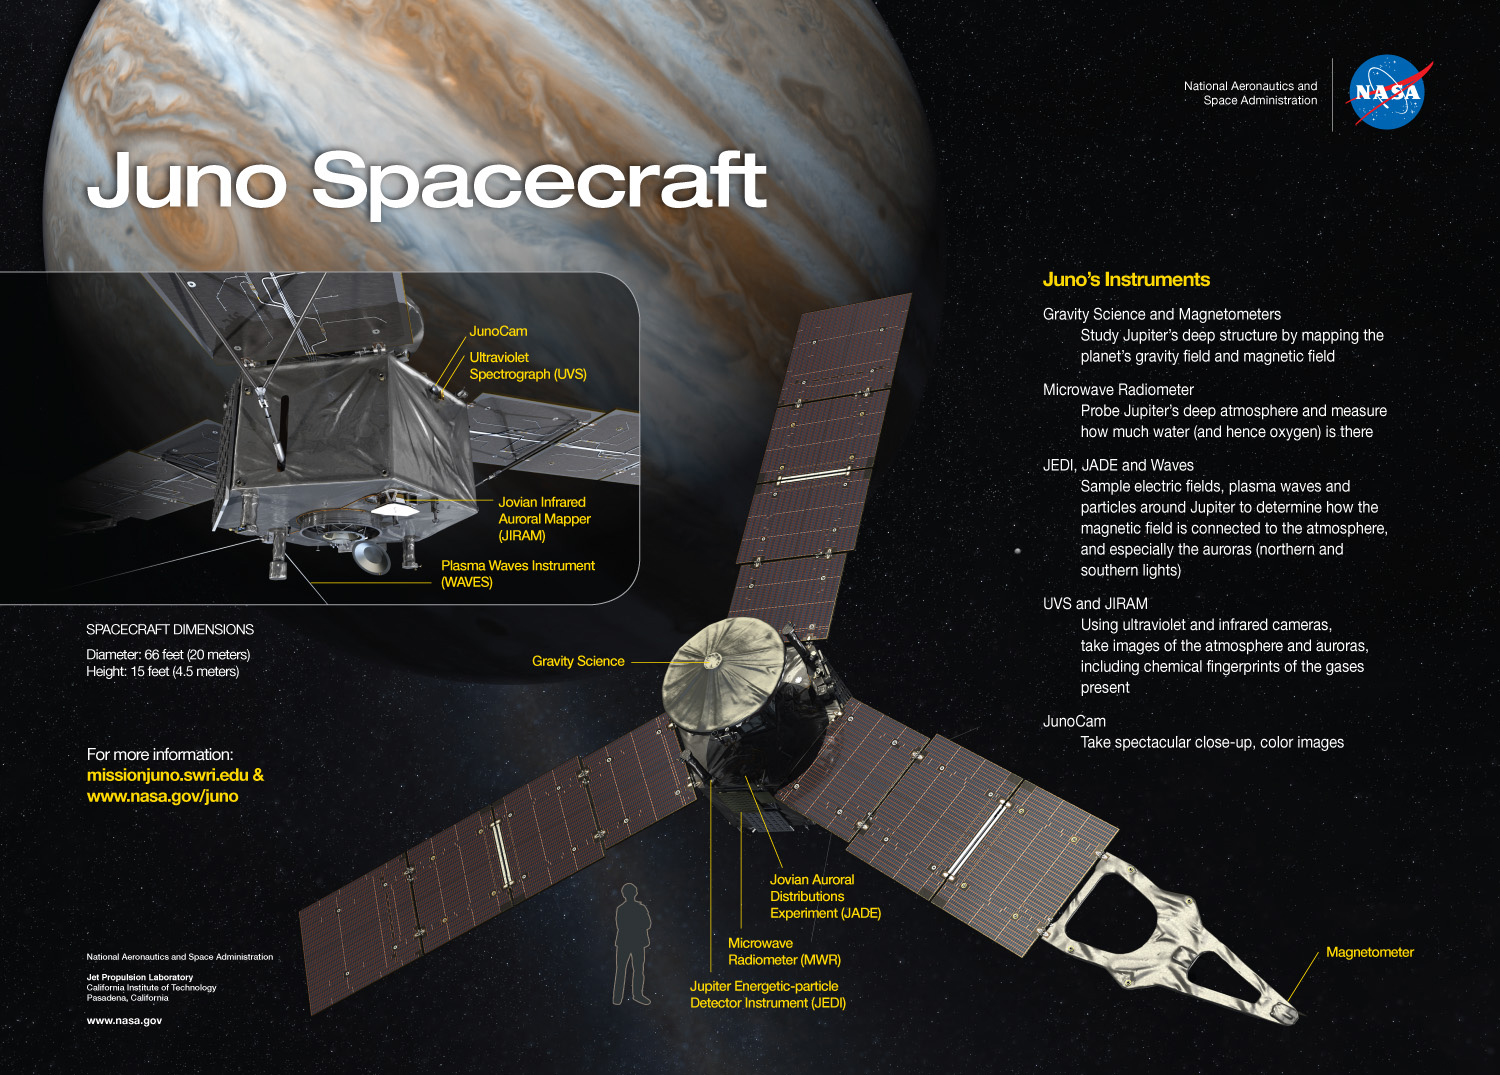 National Aeronautics and
Space Administration
NASA
Juno Spacecraft
JunoCam
Ultraviolet
Spectrograph (UVS)
Jovian Infrared
Auroral Mapper
(JIRAM)
Plasma Waves Instrument
(WAVES)
SPACECRAFT DIMENSIONS
Diameter: 66 feet (20 meters)
Height: 15 feet (4.5 meters)
For more information:
missionjuno.swri.edu &
www.nasa.gov/juno
Gravity Science
Jovian Auroral
Distributions
Experiment (JADE)
Microwave
Radiometer (MWR)
Jupiter Energetic-particle
Detector Instrument (JEDI)
Magnetometer
Juno's Instruments
Gravity Science and Magnetometers
Study Jupiter's deep structure by mapping the
planet's gravity field and magnetic field
Microwave Radiometer
Probe Jupiter's deep atmosphere and measure
how much water (and hence oxygen) is there
JEDI, JADE and Waves
Sample electric fields, plasma waves and
particles around Jupiter to determine how the
magnetic field is connected to the atmosphere,
and especially the auroras (northern and
southern lights)
UVS and JIRAM
Using ultraviolet and infrared cameras,
take images of the atmosphere and auroras,
including chemical fingerprints of the gases
present
JunoCam
Take spectacular close-up, color images
National Aeronautics and Space Administration
Jet Propulsion Laboratory
California Institute of Technology
Pasadena, California
www.nasa.gov